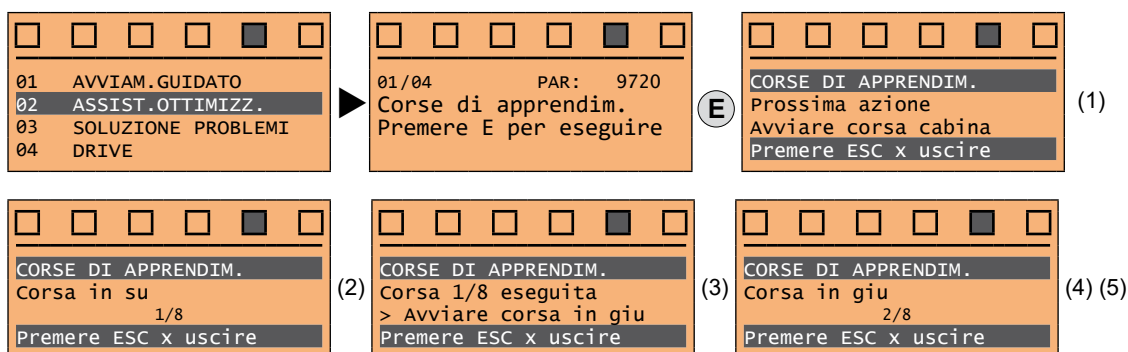 01 AVVIAM.GUIDATO
02 ASSIST.OTTIMIZZ.
03 SOLUZIONE PROBLEMI
04 DRIVE
01/04 PAR: 9720
Corse di apprendim.
Premere E per eseguire
E
CORSE DI APPRENDIM.
Prossima azione
Avviare corsa cabina
Premere ESC x uscire
(1)
CORSE DI APPRENDIM.
Corsa in su
1/8
Premere ESC x uscire
(2)
CORSE DI APPRENDIM.
Corsa 1/8 eseguita
> Avviare corsa in giu
Premere ESC x uscire
(3)
CORSE DI APPRENDIM.
Corsa in giu
2/8
Premere ESC x uscire
(4) (5)